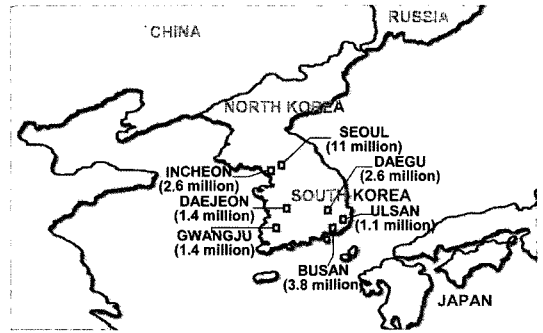 RUSSIA
CHINA
NORTH KOREA
SEOUL
(11 million)
INCHEON
(2.6 million)
DAEGU
(2.6 million)
SOUTH KOREA
DAEJEON
(1.4 million)
ULSAN
(1.1 million)
GWANGJU
(1.4 million)
BUSAN
(3.8 million)
JAPAN